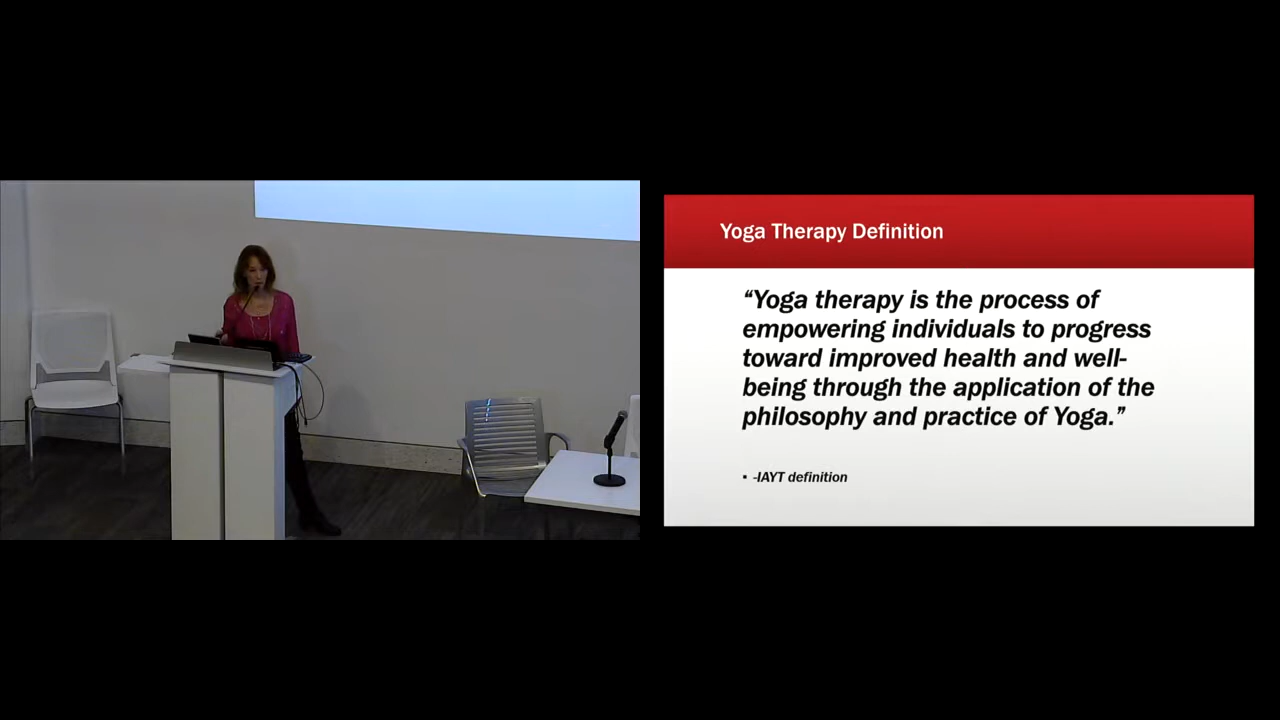 Yoga Therapy Definition
“Yoga therapy is the process of
empowering individuals to progress
toward improved health and well-
being through the application of the
philosophy and practice of Yoga.”
▪ -IAYT definition